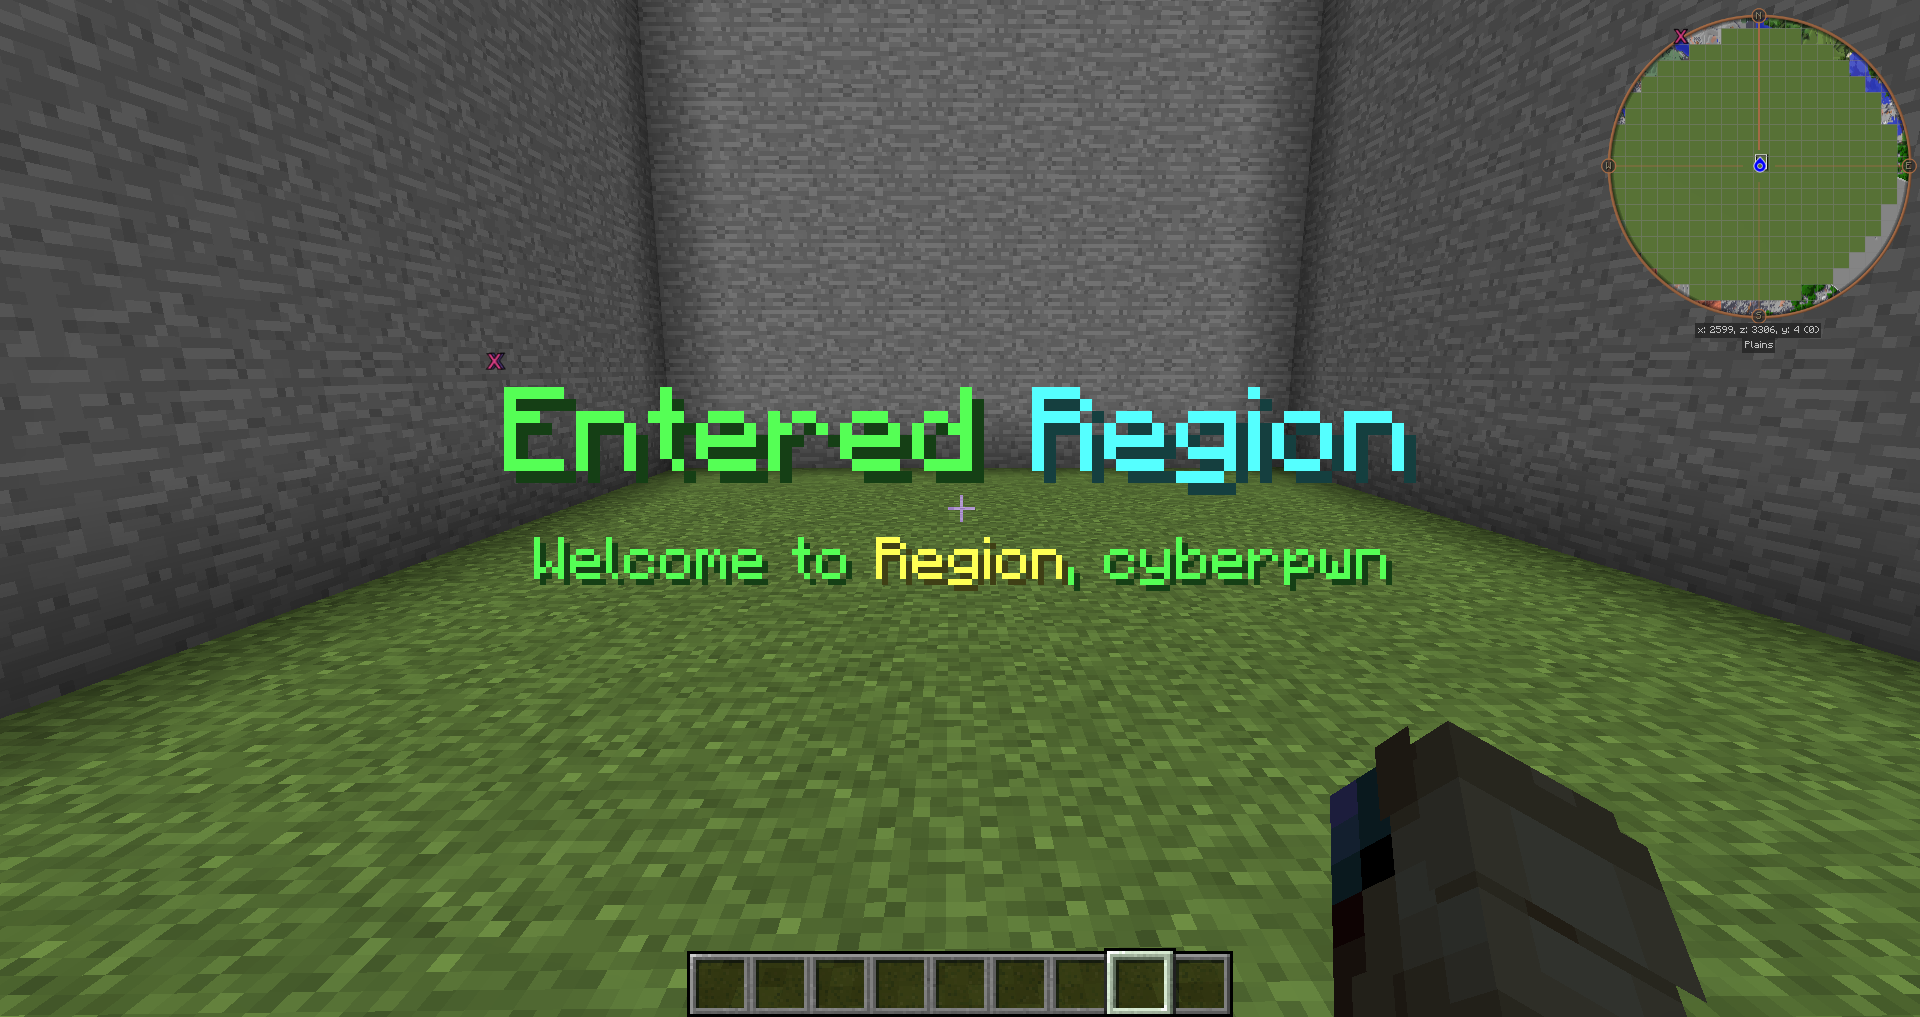 N
X
W
E
S
x: 2599, z: 3306, y: 4 (0)
Plains
X
Entered Region
Welcome to Region, cyberpwn